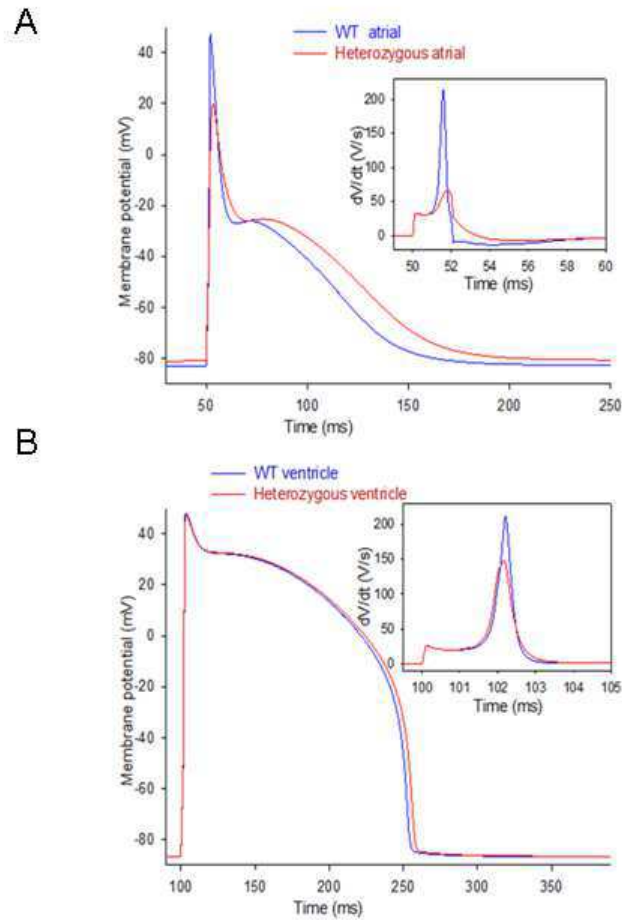 A
WT atrial
Heterozygous atrial
Membrane potential (mV)
40
20
0
-20
-40
-60
-80
50 100 150 200 250
Time (ms)
dV/dt (V/s)
200
150
100
50
0
50 52 54 56 58 60
Time (ms)
B
WT ventricle
Heterozygous ventricle
Membrane potential (mV)
40
20
0
-20
-40
-60
-80
100 150 200 250 300 350
Time (ms)
dV/dt (V/s)
200
150
100
50
0
100 101 102 103 104 105
Time (ms)